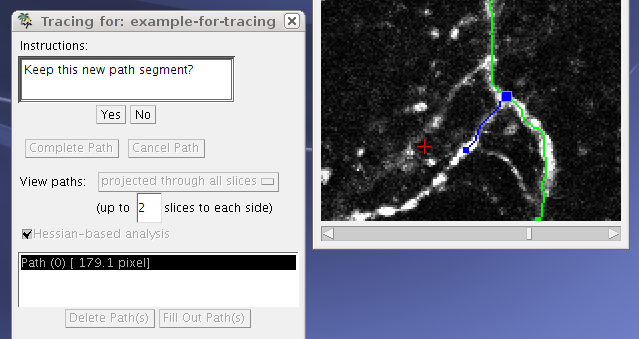 Tracing for: example-for-tracing
Instructions:
Keep this new path segment?
Yes No
Complete Path Cancel Path
View paths: projected through all slices
(up to 2 slices to each side)
Hessian-based analysis
Path (0) [ 179.1 pixel]
Delete Path(s) Fill Out Path(s)